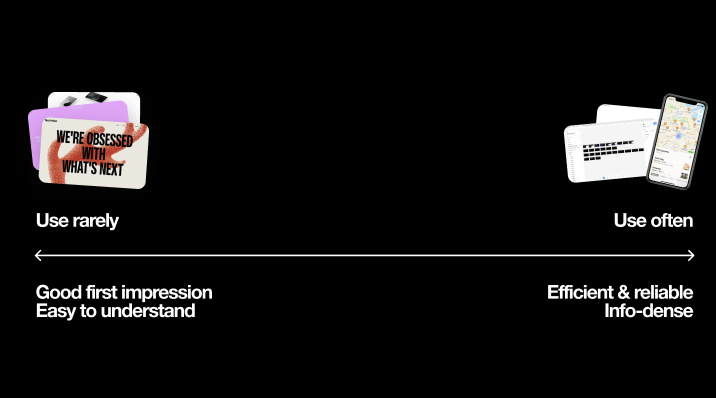 WE'RE OBSESSED
WITH
WHAT'S NEXT
Use rarely
Use often
Good first impression
Easy to understand
Efficient & reliable
Info-dense